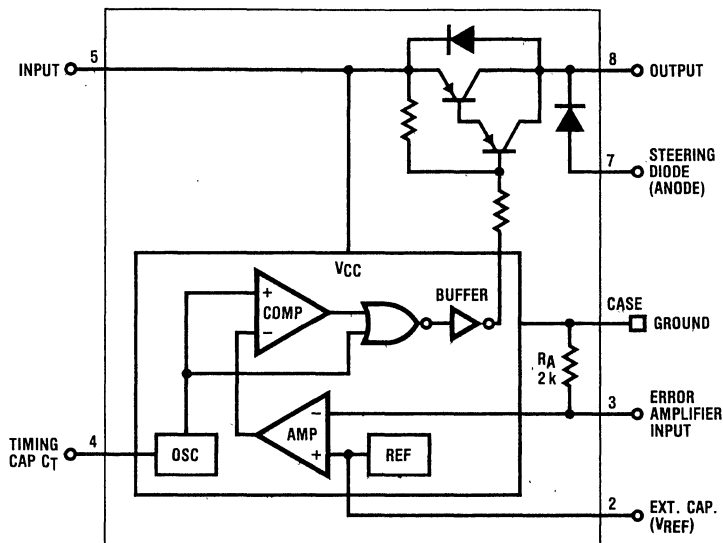 INPUT
5
8
OUTPUT
7
STEERING
DIODE
(ANODE)
VCC
+
COMP
−
BUFFER
CASE
GROUND
RA
2 k
3
ERROR
AMPLIFIER
INPUT
−
AMP
+
TIMING
CAP CT
4
OSC
REF
2
EXT. CAP.
(VREF)